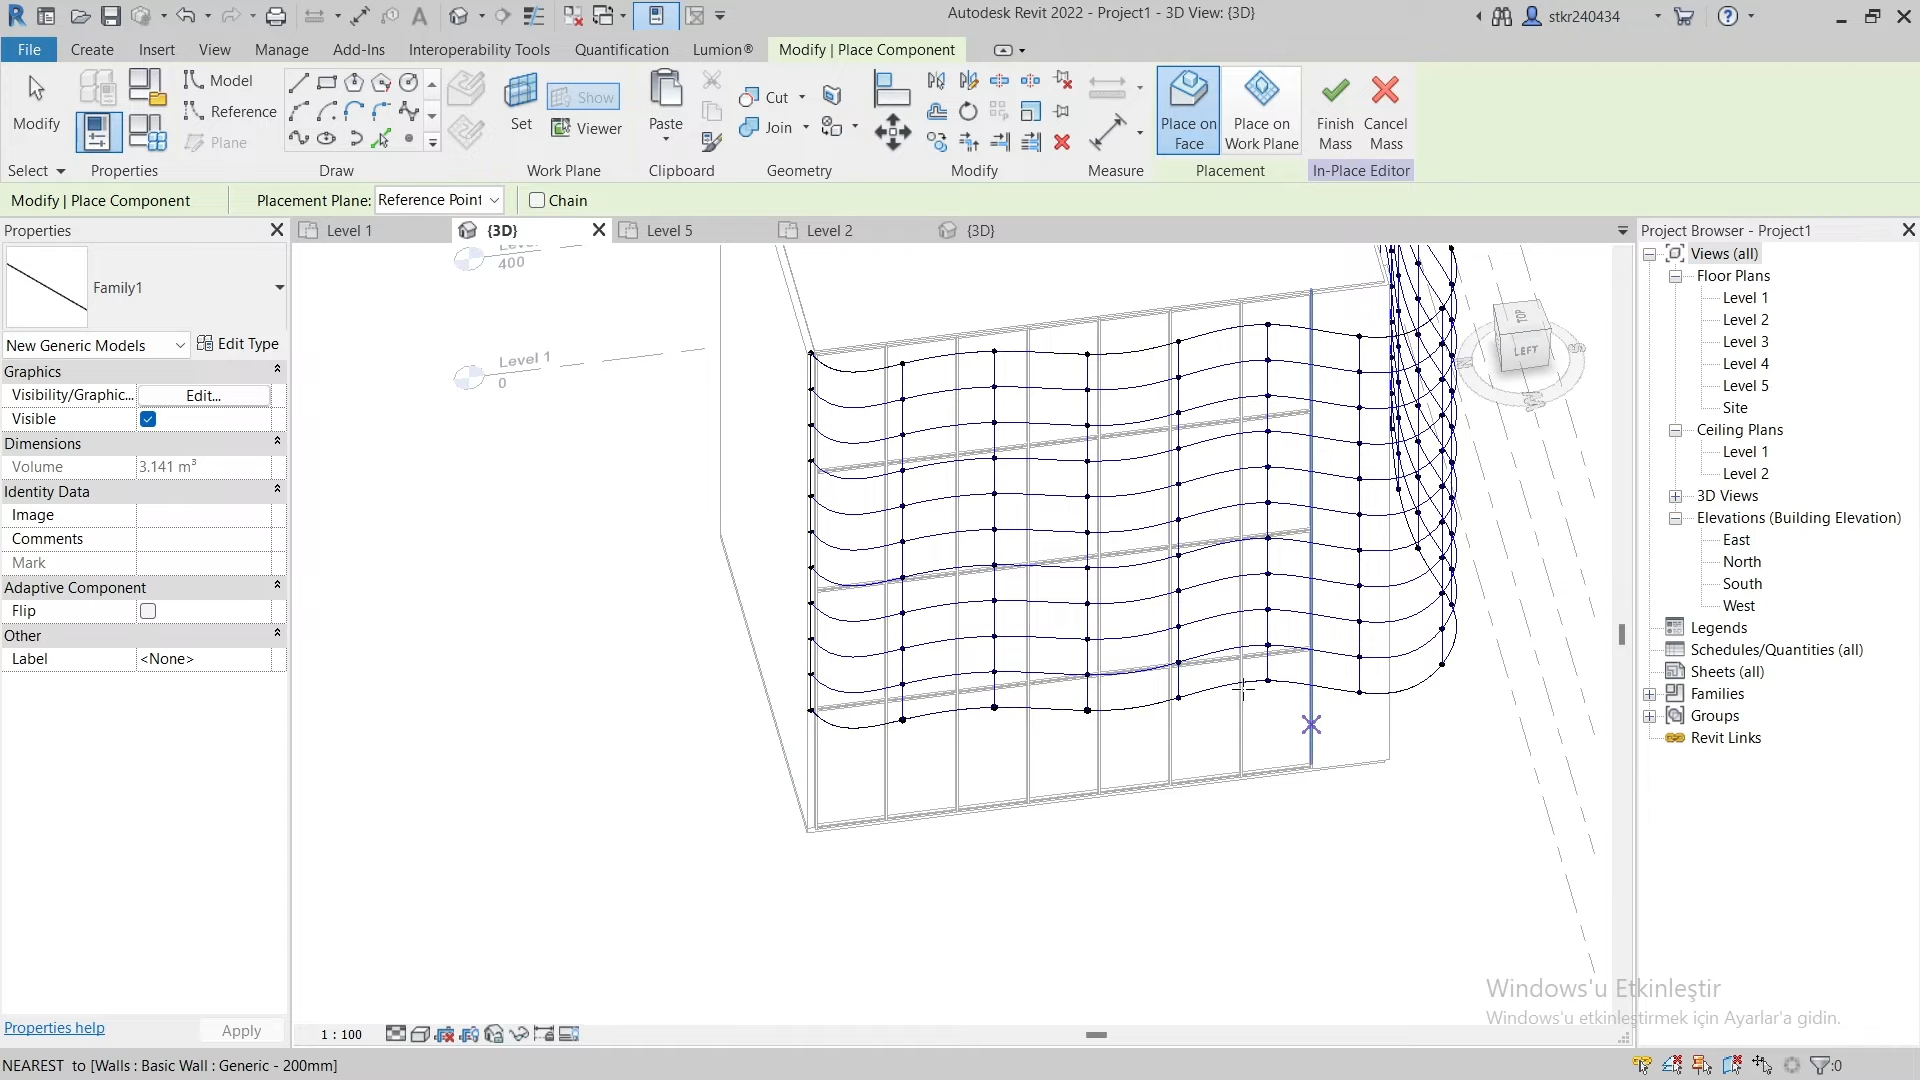 Autodesk Revit 2022 - Project1 - 3D View: {3D}
stkr240434
File Create Insert View Manage Add-Ins Interoperability Tools Quantification Lumion® Modify | Place Component
Modify
Model
Reference
Plane
Set
Show
Viewer
Paste
Cut
Join
Place on Face
Place on Work Plane
Finish Mass
Cancel Mass
Select Properties Draw Work Plane Clipboard Geometry Modify Measure Placement In-Place Editor
Modify | Place Component Placement Plane: Reference Point Chain
Properties
Level 1 {3D} Level 5 Level 2 {3D}
Project Browser - Project1
Family1
New Generic Models Edit Type
Graphics
Visibility/Graphic... Edit...
Visible
Dimensions
Volume 3.141 m³
Identity Data
Image
Comments
Mark
Adaptive Component
Flip
Other
Label <None>
Properties help Apply
400
Level 1
0
TOP
LEFT
Views (all)
Floor Plans
Level 1
Level 2
Level 3
Level 4
Level 5
Site
Ceiling Plans
Level 1
Level 2
3D Views
Elevations (Building Elevation)
East
North
South
West
Legends
Schedules/Quantities (all)
Sheets (all)
Families
Groups
Revit Links
Windows'u Etkinleştir
Windows'u etkinleştirmek için Ayarlar'a gidin.
1 : 100
NEAREST to [Walls : Basic Wall : Generic - 200mm]
:0